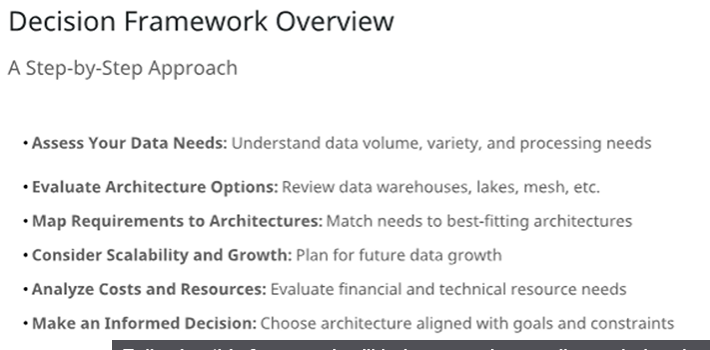 Decision Framework Overview
A Step-by-Step Approach
• Assess Your Data Needs: Understand data volume, variety, and processing needs
• Evaluate Architecture Options: Review data warehouses, lakes, mesh, etc.
• Map Requirements to Architectures: Match needs to best-fitting architectures
• Consider Scalability and Growth: Plan for future data growth
• Analyze Costs and Resources: Evaluate financial and technical resource needs
• Make an Informed Decision: Choose architecture aligned with goals and constraints